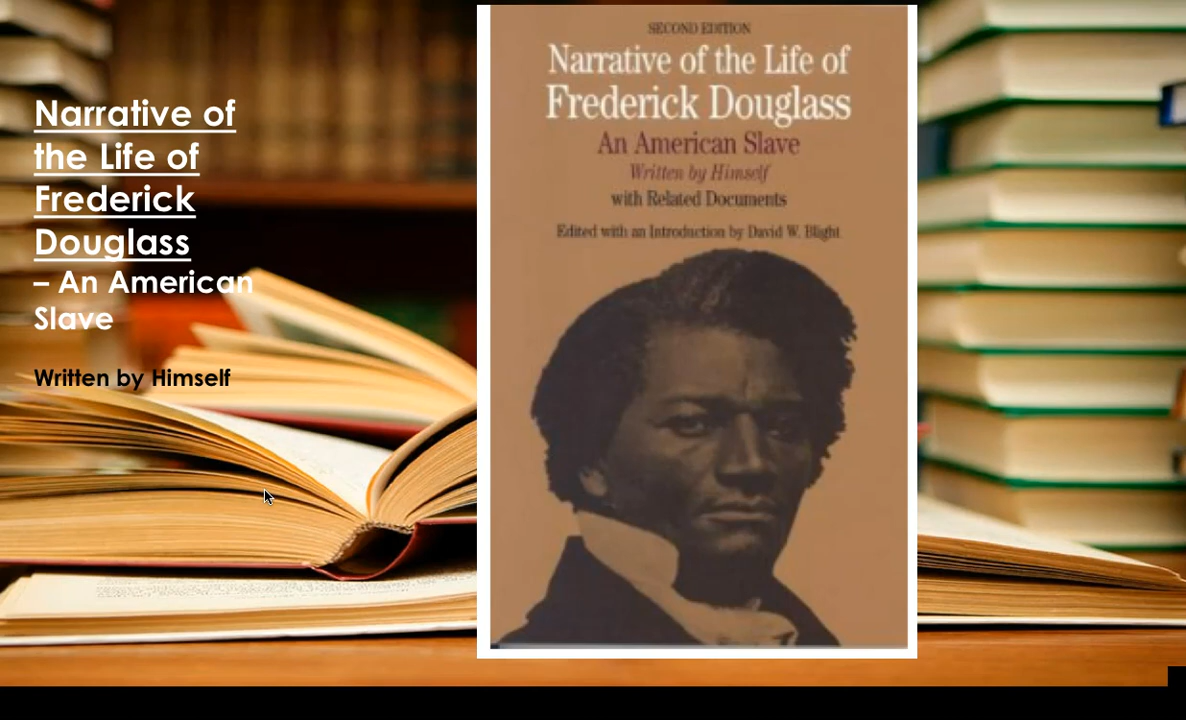 Narrative of
the Life of
Frederick
Douglass
– An American
Slave
Written by Himself
SECOND EDITION
Narrative of the Life of
Frederick Douglass
An American Slave
Written by Himself
with Related Documents
Edited with an Introduction by David W. Blight